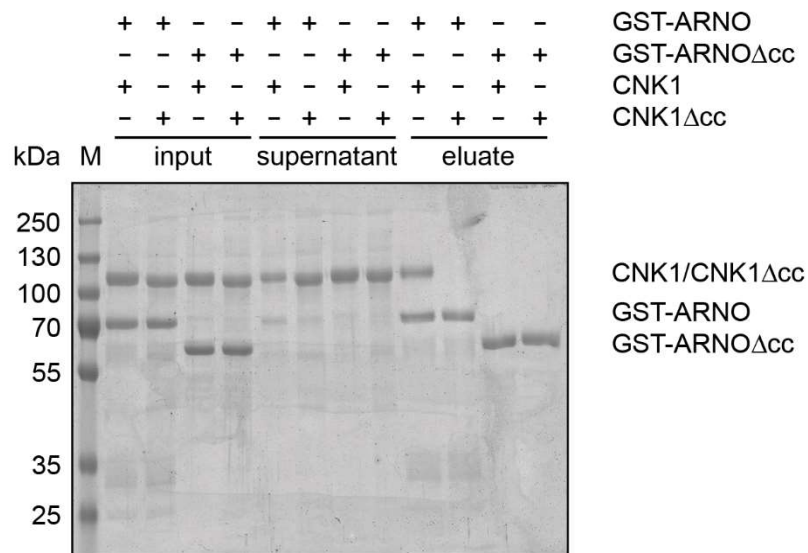 + + – – + + – – + + – – GST-ARNO
– – + + – – + + – – + + GST-ARNOΔcc
+ – + – + – + – + – + – CNK1
– + – + – + – + – + – + CNK1Δcc
kDa M input supernatant eluate
250
130
100 CNK1/CNK1Δcc
70 GST-ARNO
GST-ARNOΔcc
55
35
25